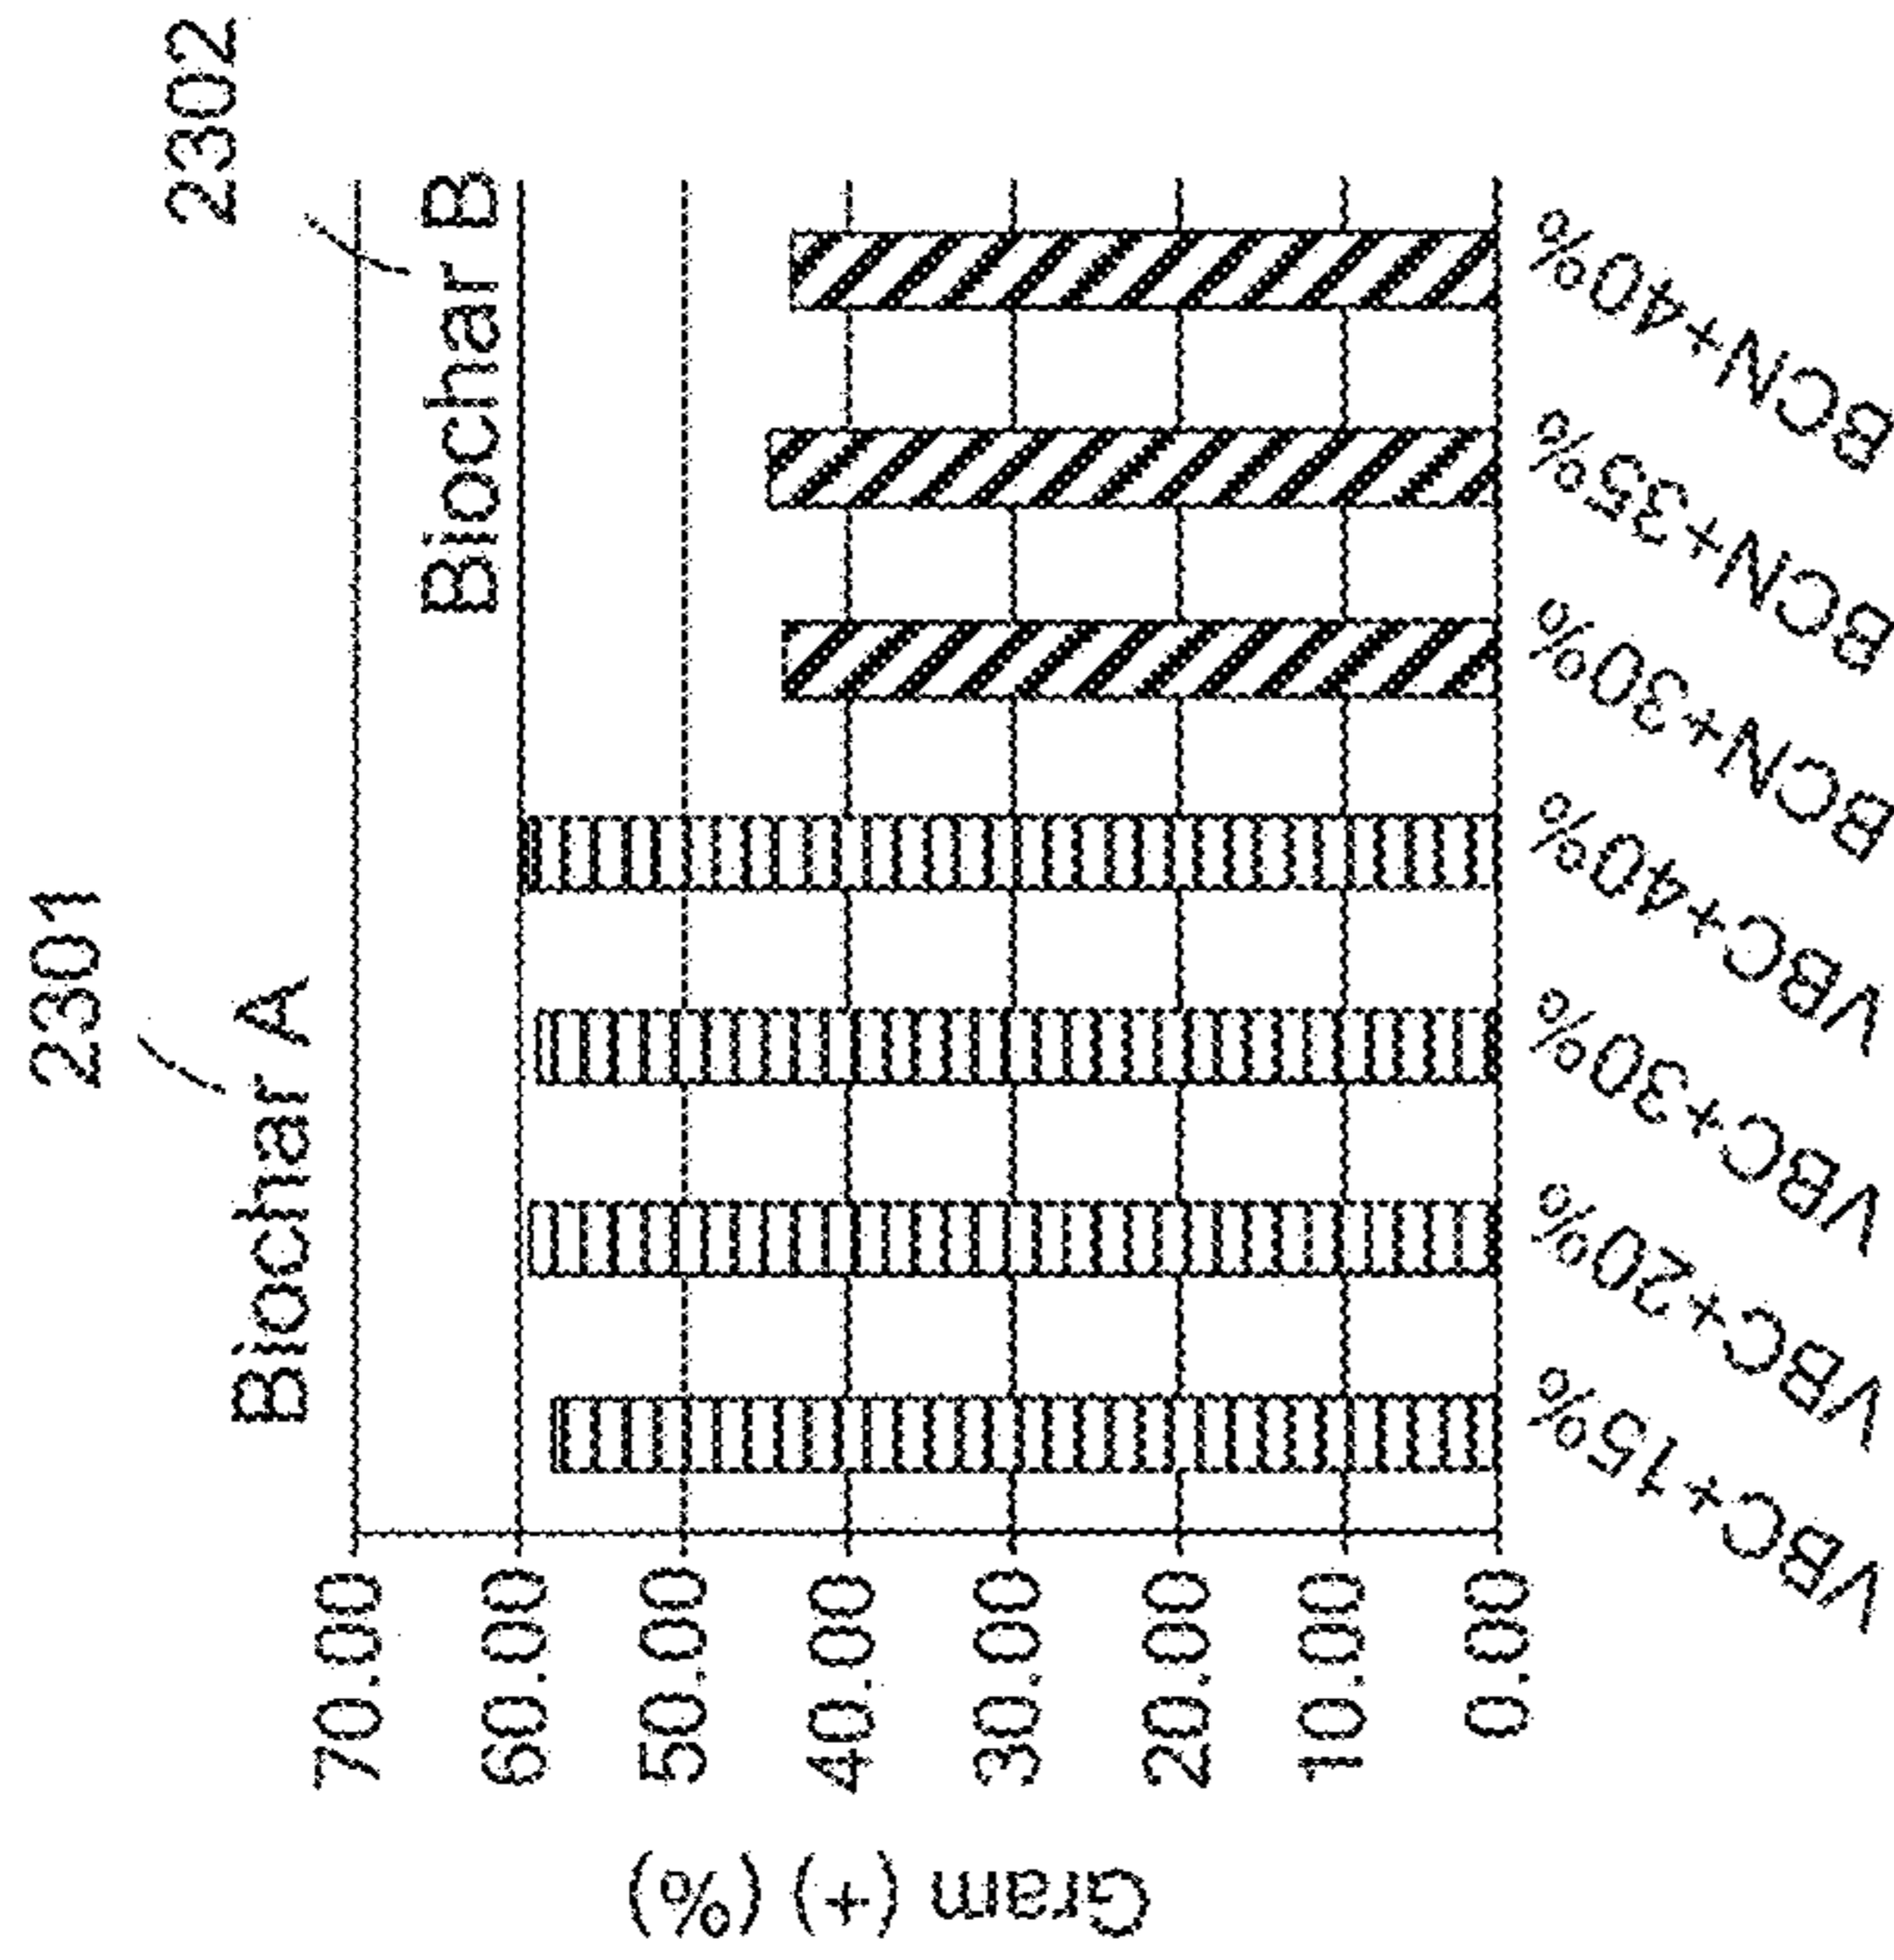 2301
Biochar A
2302
Biochar B
Gram (+) (%)
70.00
60.00
50.00
40.00
30.00
20.00
10.00
0.00
VBC+15%
VBC+20%
VBC+30%
VBC+40%
BCN+30%
BCN+35%
BCN+40%